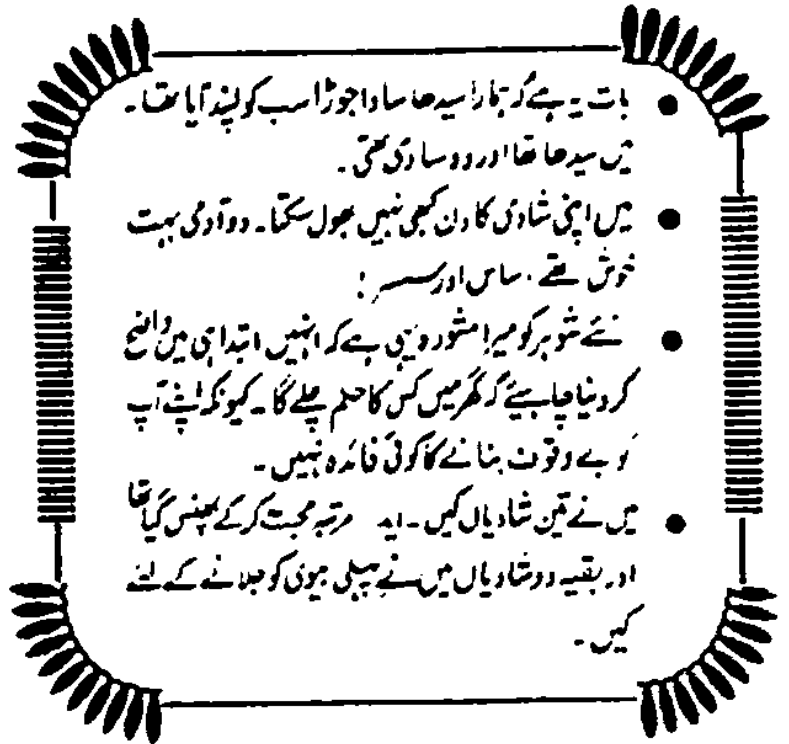 ● بات یہ ہے کہ ہمارا سیدھا سادا جوڑا سب کو پسند آیا تھا۔
میں سیدھا تھا اور وہ سادی تھی۔
● میں اپنی شادی کا دن کبھی نہیں بھول سکتا۔ دو آدمی بہت
خوش تھے۔ ساس اور سسر!
● نئے شوہر کو میرا مشورہ یہی ہے کہ انہیں ابتدا ہی میں واضح
کر دینا چاہیئے کہ گھر میں کس کا حکم چلے گا۔ کیونکہ اپنے آپ
کو بے وقوف بنانے کا کوئی فائدہ نہیں۔
● میں نے تین شادیاں کیں۔ ایک مرتبہ محبت کر کے پھنس گیا تھا
اور بقیہ دو شادیاں میں نے پہلی بیوی کو جلانے کے لئے
کیں۔